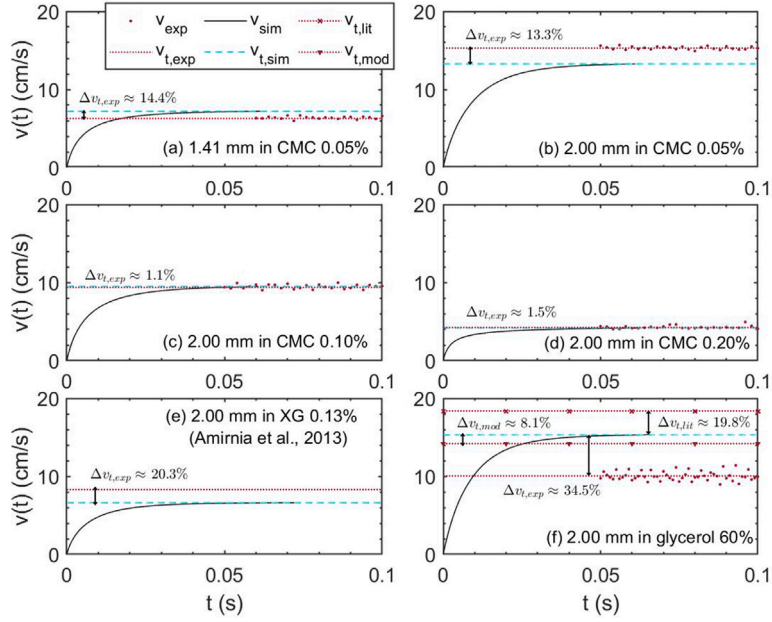 v_exp v_sim v_t,lit
v_t,exp v_t,sim v_t,mod
20
10
0
v(t) (cm/s)
Δv_t,exp ≈ 14.4%
(a) 1.41 mm in CMC 0.05%
0 0.05 0.1
20
10
0
Δv_t,exp ≈ 13.3%
(b) 2.00 mm in CMC 0.05%
0 0.05 0.1
20
10
0
v(t) (cm/s)
Δv_t,exp ≈ 1.1%
(c) 2.00 mm in CMC 0.10%
0 0.05 0.1
20
10
0
Δv_t,exp ≈ 1.5%
(d) 2.00 mm in CMC 0.20%
0 0.05 0.1
20
10
0
v(t) (cm/s)
(e) 2.00 mm in XG 0.13%
(Amirnia et al., 2013)
Δv_t,exp ≈ 20.3%
0 0.05 0.1
t (s)
20
10
0
Δv_t,mod ≈ 8.1% Δv_t,lit ≈ 19.8%
Δv_t,exp ≈ 34.5%
(f) 2.00 mm in glycerol 60%
0 0.05 0.1
t (s)